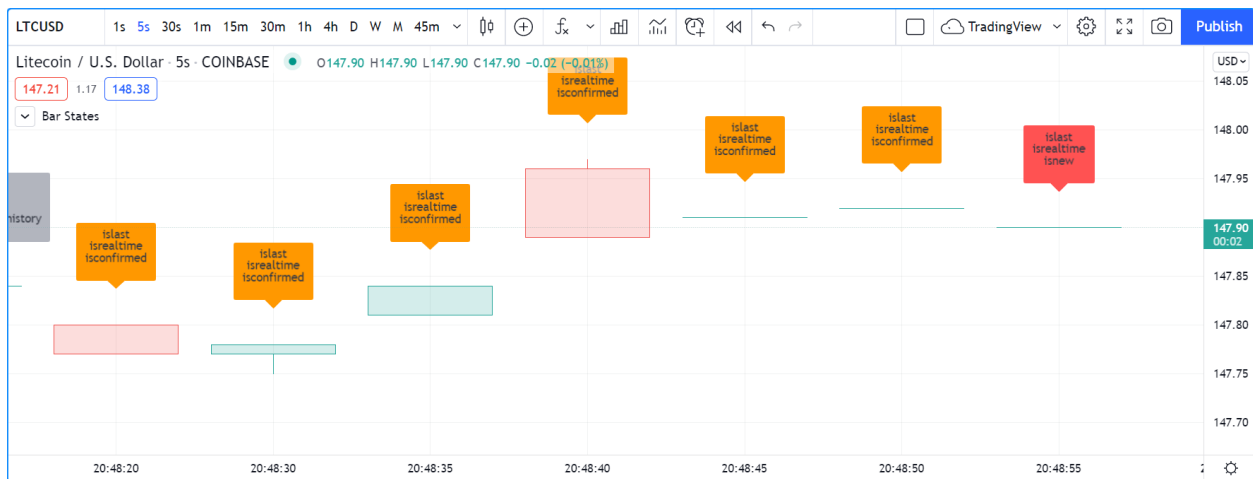 LTCUSD 1s 5s 30s 1m 15m 30m 1h 4h D W M 45m fx TradingView Publish
Litecoin / U.S. Dollar · 5s · COINBASE O147.90 H147.90 L147.90 C147.90 −0.02 (−0.01%) USD
147.21 1.17 148.38
Bar States
history
islast
isrealtime
isconfirmed
islast
isrealtime
isconfirmed
islast
isrealtime
isconfirmed
islast
isrealtime
isconfirmed
islast
isrealtime
isconfirmed
islast
isrealtime
isconfirmed
islast
isrealtime
isnew
148.05
148.00
147.95
147.90
00:02
147.85
147.80
147.75
147.70
20:48:20 20:48:30 20:48:35 20:48:40 20:48:45 20:48:50 20:48:55